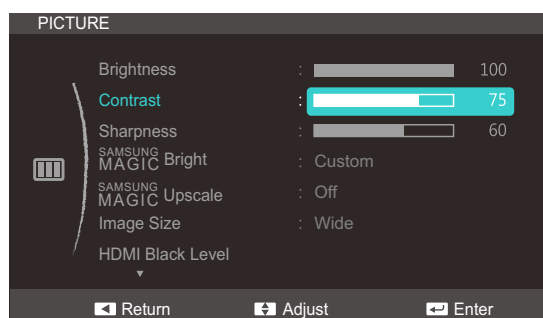 PICTURE
Brightness : 100
Contrast : 75
Sharpness : 60
SAMSUNG MAGIC Bright : Custom
SAMSUNG MAGIC Upscale : Off
Image Size : Wide
HDMI Black Level
Return Adjust Enter